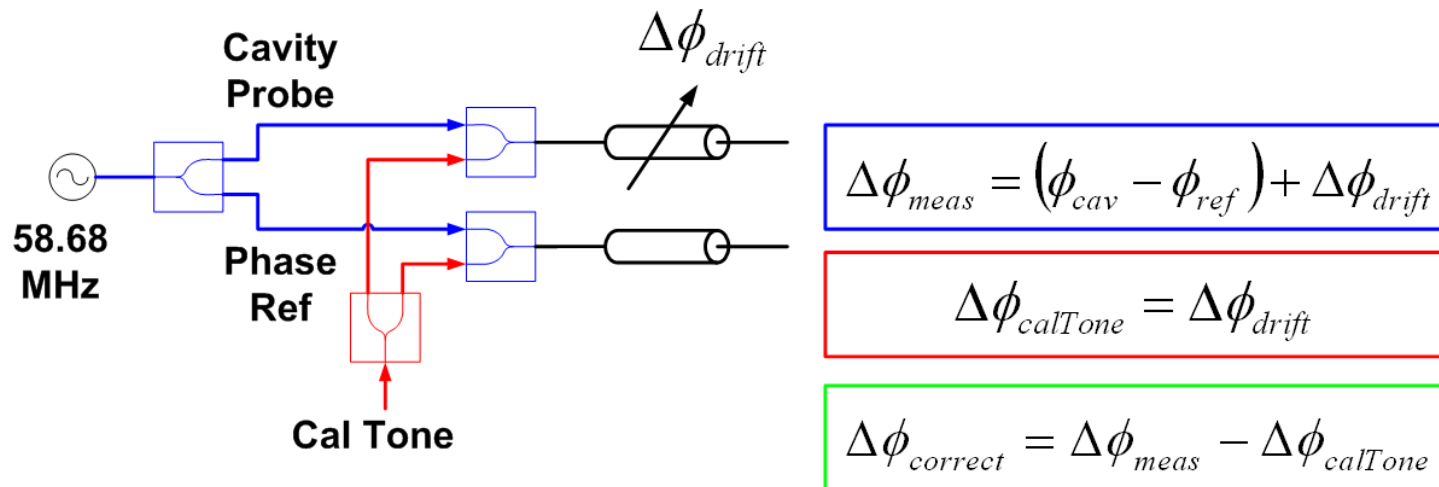 Cavity
Probe
Δϕ_drift
58.68
MHz
Phase
Ref
Cal Tone
Δϕ_meas = (ϕ_cav − ϕ_ref) + Δϕ_drift
Δϕ_calTone = Δϕ_drift
Δϕ_correct = Δϕ_meas − Δϕ_calTone